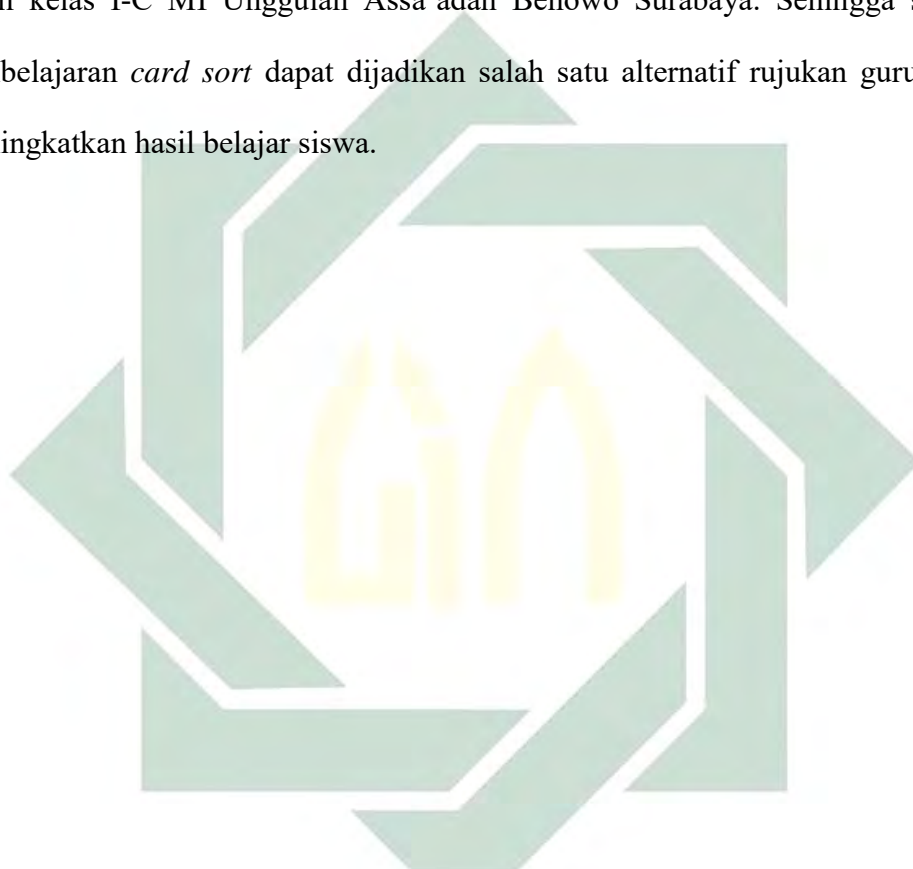 kelas I-C MI Unggulan Assa'adah Benowo Surabaya. Sehingga
belajaran card sort dapat dijadikan salah satu alternatif rujukan guru
ingkatkan hasil belajar siswa.
uin